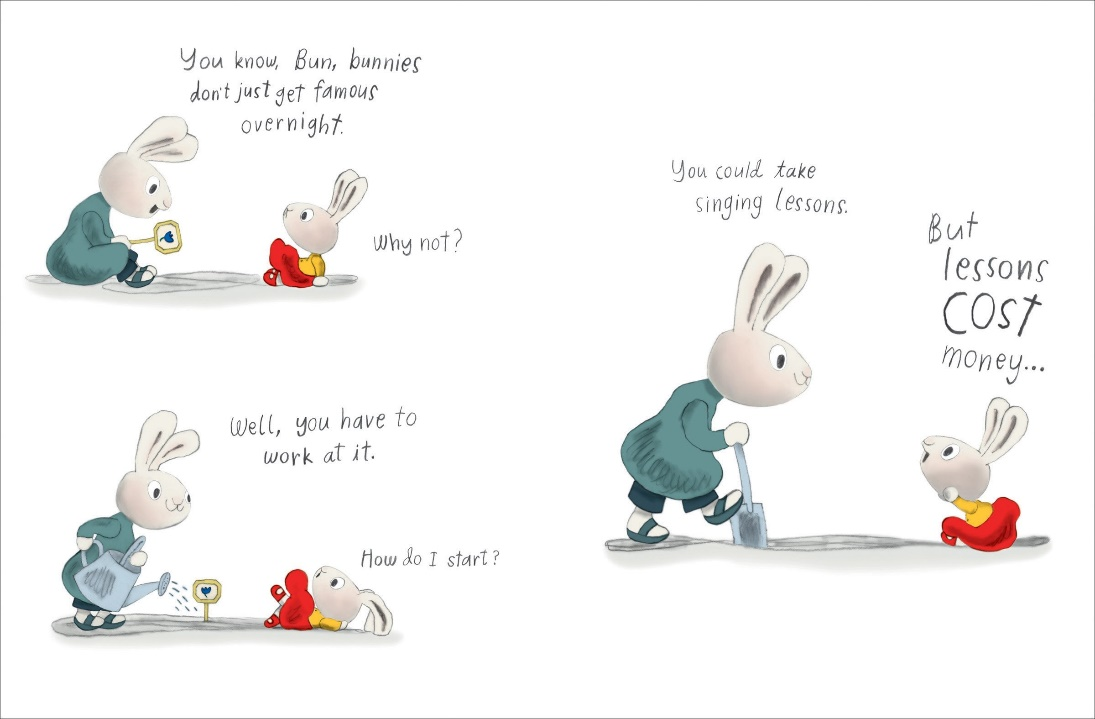 You know, Bun, bunnies
don't just get famous
overnight.
Why not?
Well, you have to
work at it.
How do I start?
You could take
singing lessons.
But
lessons
COST
money...